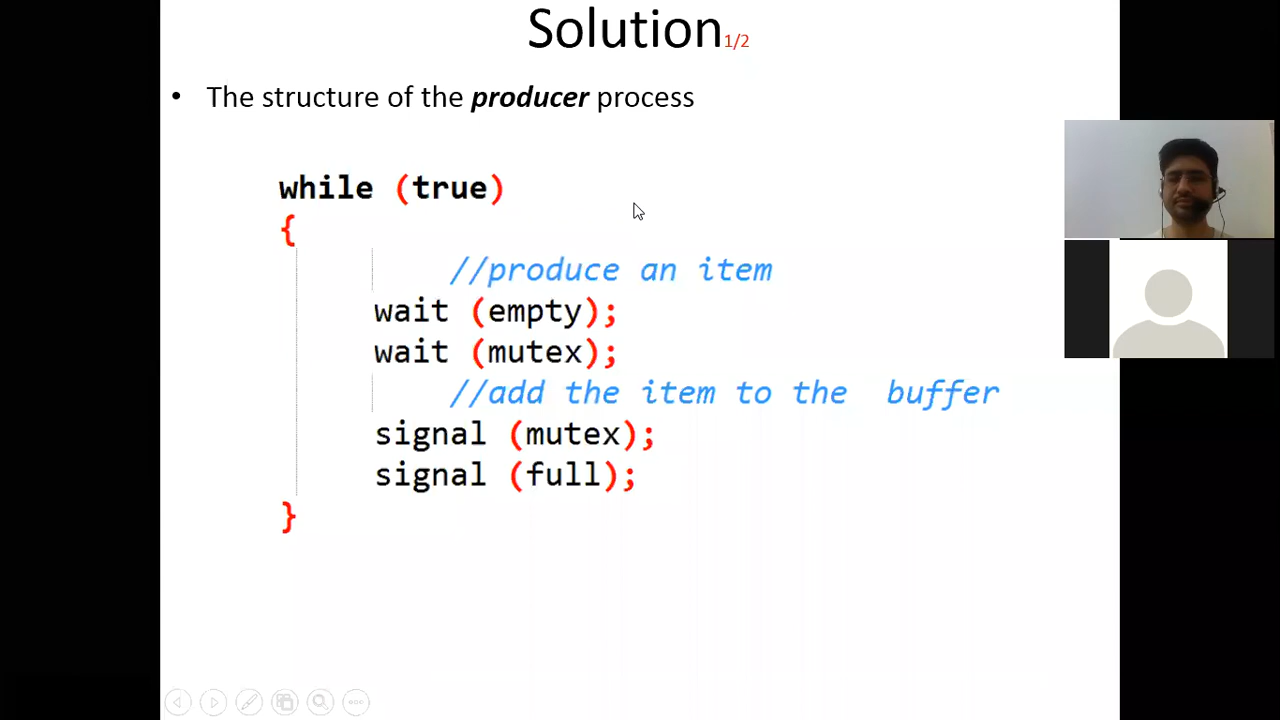 Solution1/2
• The structure of the producer process
while (true)
{
//produce an item
wait (empty);
wait (mutex);
//add the item to the buffer
signal (mutex);
signal (full);
}